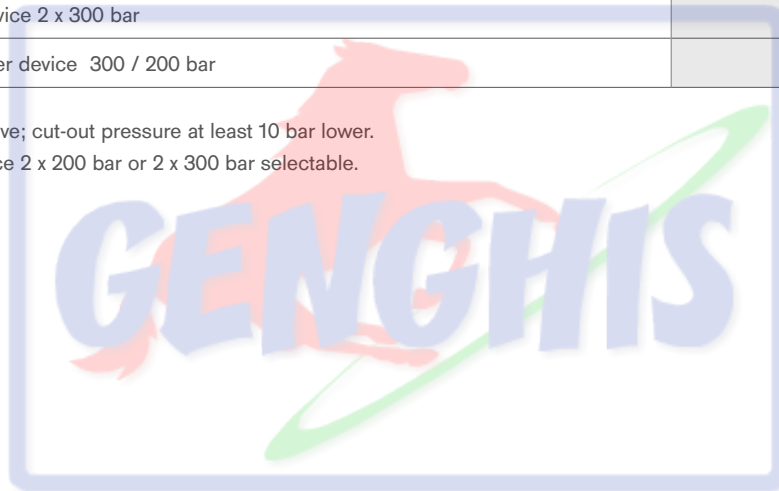 vice 2 x 300 bar
er device 300 / 200 bar
ve; cut-out pressure at least 10 bar lower.
ce 2 x 200 bar or 2 x 300 bar selectable.
GENGHIS